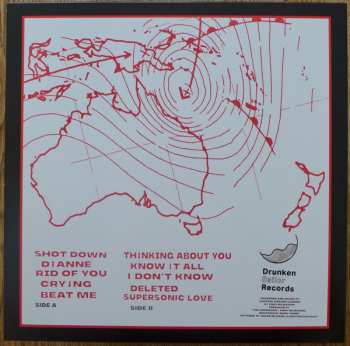 SHOT DOWN
DIANNE
RID OF YOU
CRYING
BEAT ME
SIDE A
THINKING ABOUT YOU
KNOW IT ALL
I DON'T KNOW
DELETED
SUPERSONIC LOVE
SIDE II
Drunken
Sailor
Records